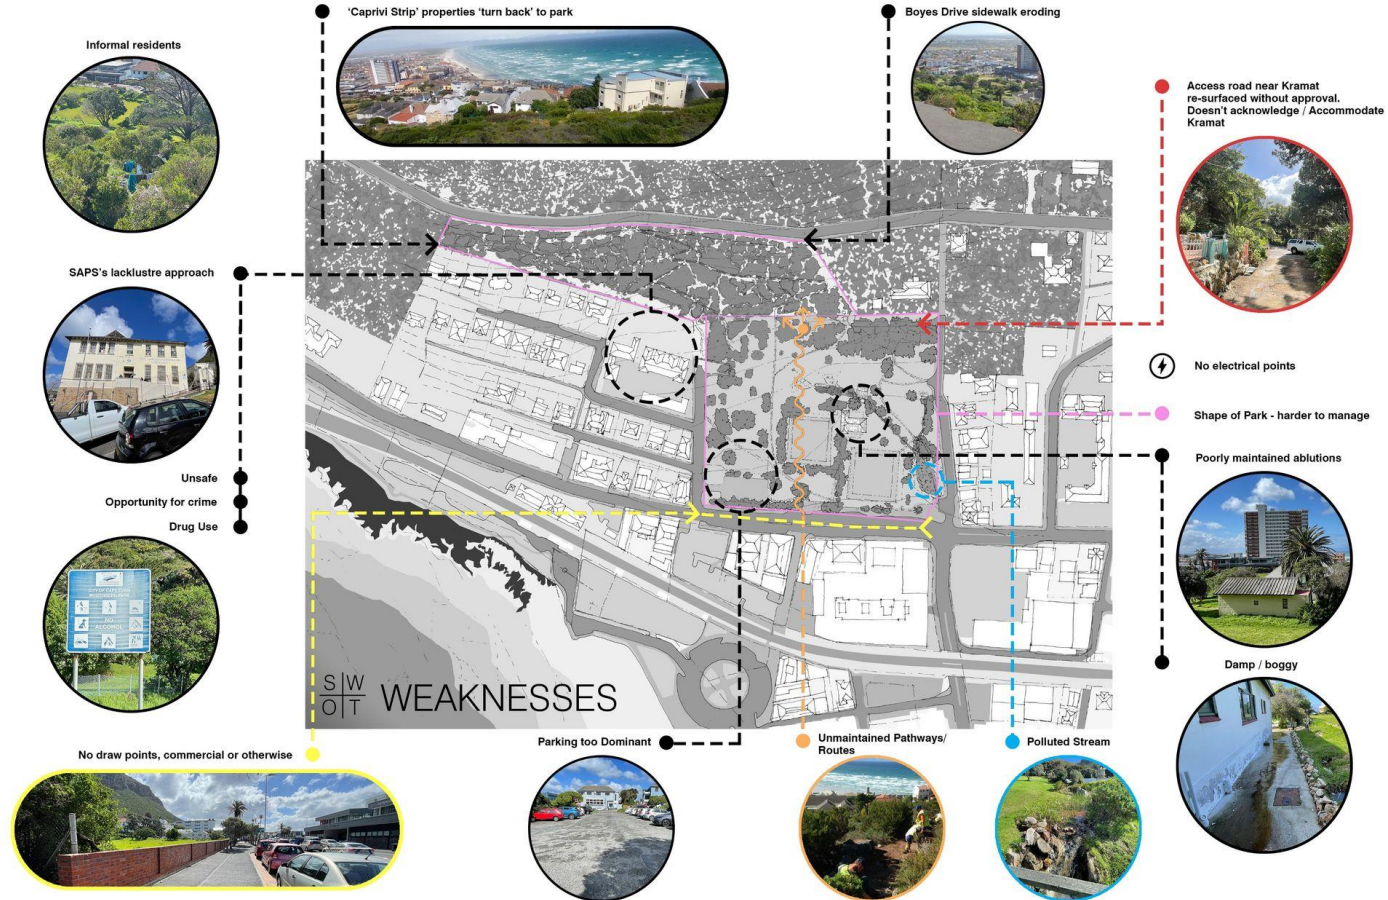 'Caprivi Strip' properties 'turn back' to park
Boyes Drive sidewalk eroding
Informal residents
Access road near Kramat
re-surfaced without approval.
Doesn't acknowledge / Accommodate
Kramat
SAPS's lacklustre approach
No electrical points
Shape of Park - harder to manage
Poorly maintained ablutions
Unsafe
Opportunity for crime
Drug Use
NO
ALCOHOL
Damp / boggy
S W
O T
WEAKNESSES
No draw points, commercial or otherwise
Parking too Dominant
Unmaintained Pathways/
Routes
Polluted Stream